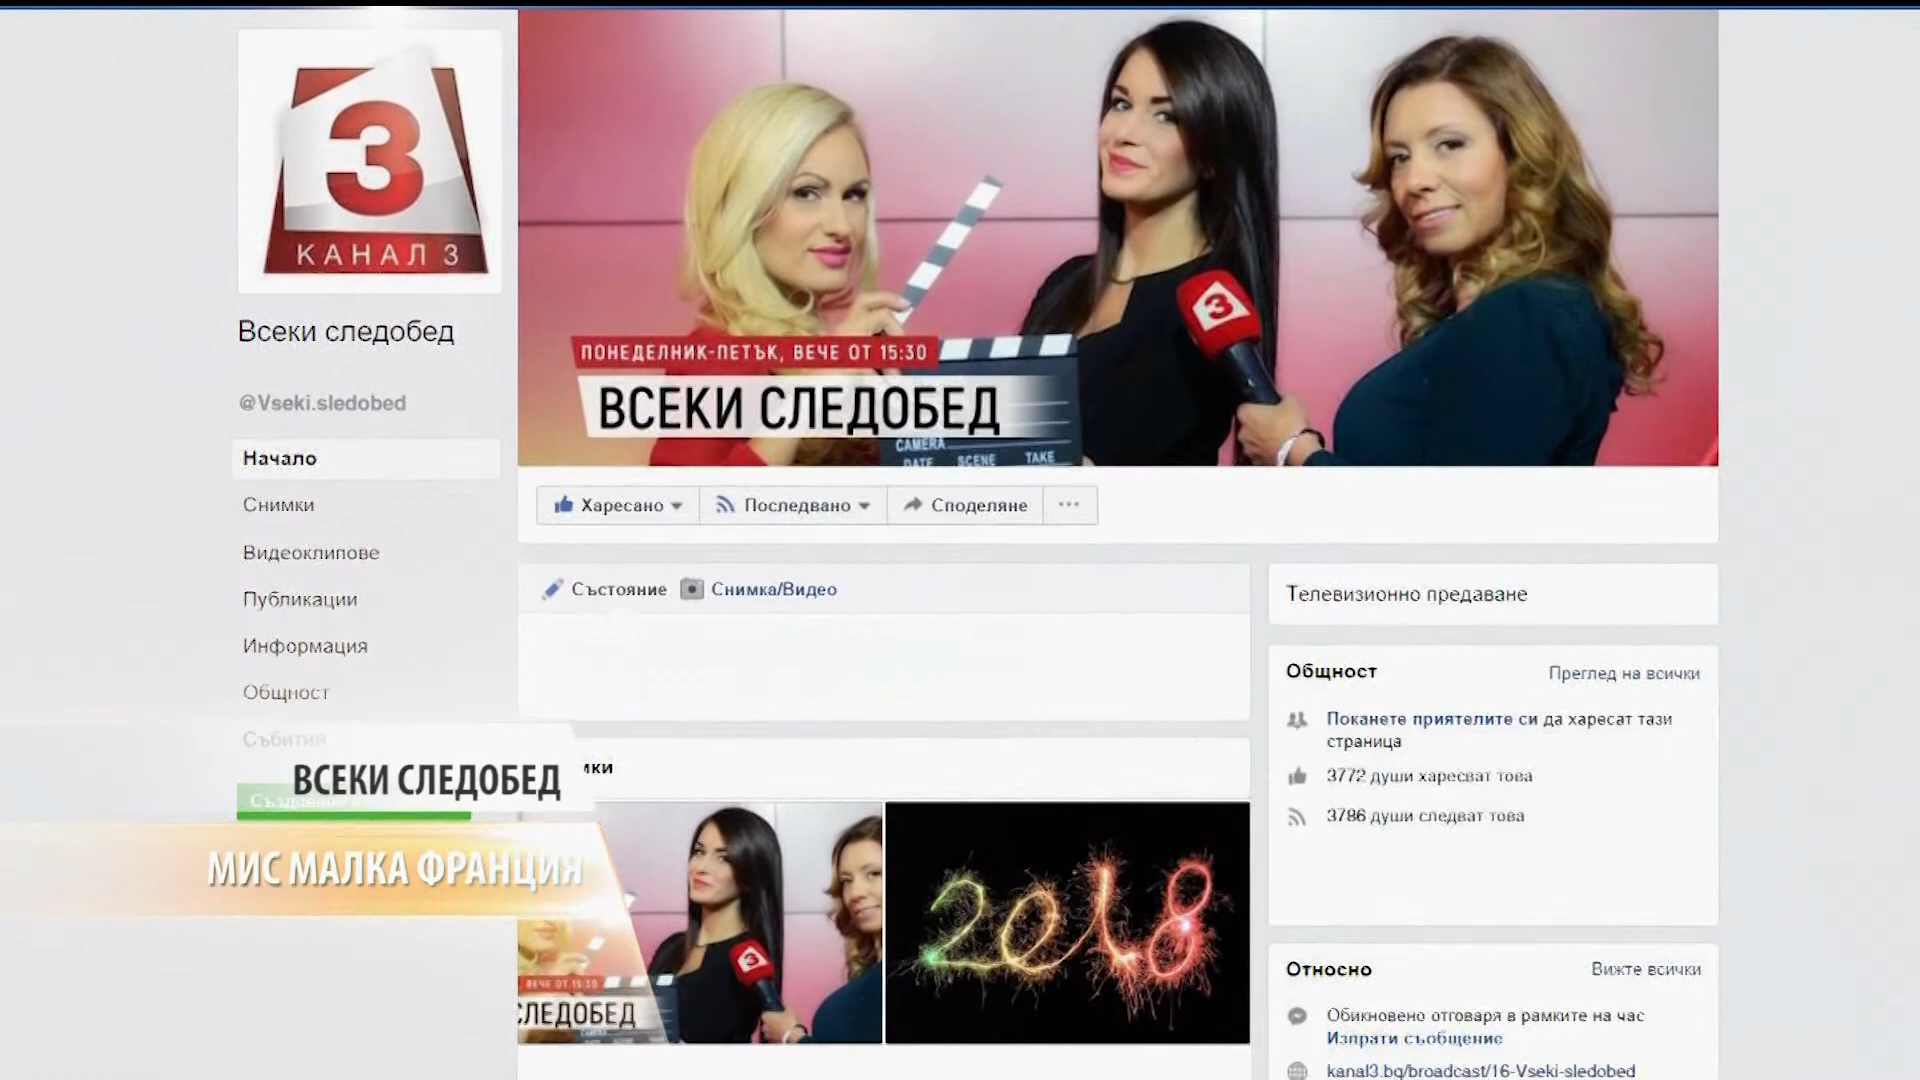 3
КАНАЛ 3
Всеки следобед
@Vseki.sledobed
Начало
Снимки
Видеоклипове
Публикации
Информация
Общност
Събития
ПОНЕДЕЛНИК-ПЕТЪК, ВЕЧЕ ОТ 15:30
ВСЕКИ СЛЕДОБЕД
CAMERA
DATE SCENE TAKE
3
Харесано
Последвано
Споделяне
Състояние
Снимка/Видео
Телевизионно предаване
Общност
Преглед на всички
Поканете приятелите си да харесат тази
страница
3772 души харесват това
3786 души следват това
Относно
Вижте всички
Обикновено отговаря в рамките на час
Изпрати съобщение
kanal3.bg/broadcast/16-Vseki-sledobed
ВСЕКИ СЛЕДОБЕД
МИС МАЛКА ФРАНЦИЯ
ВЕЧЕ ОТ 15:30
СЛЕДОБЕД
3
2018